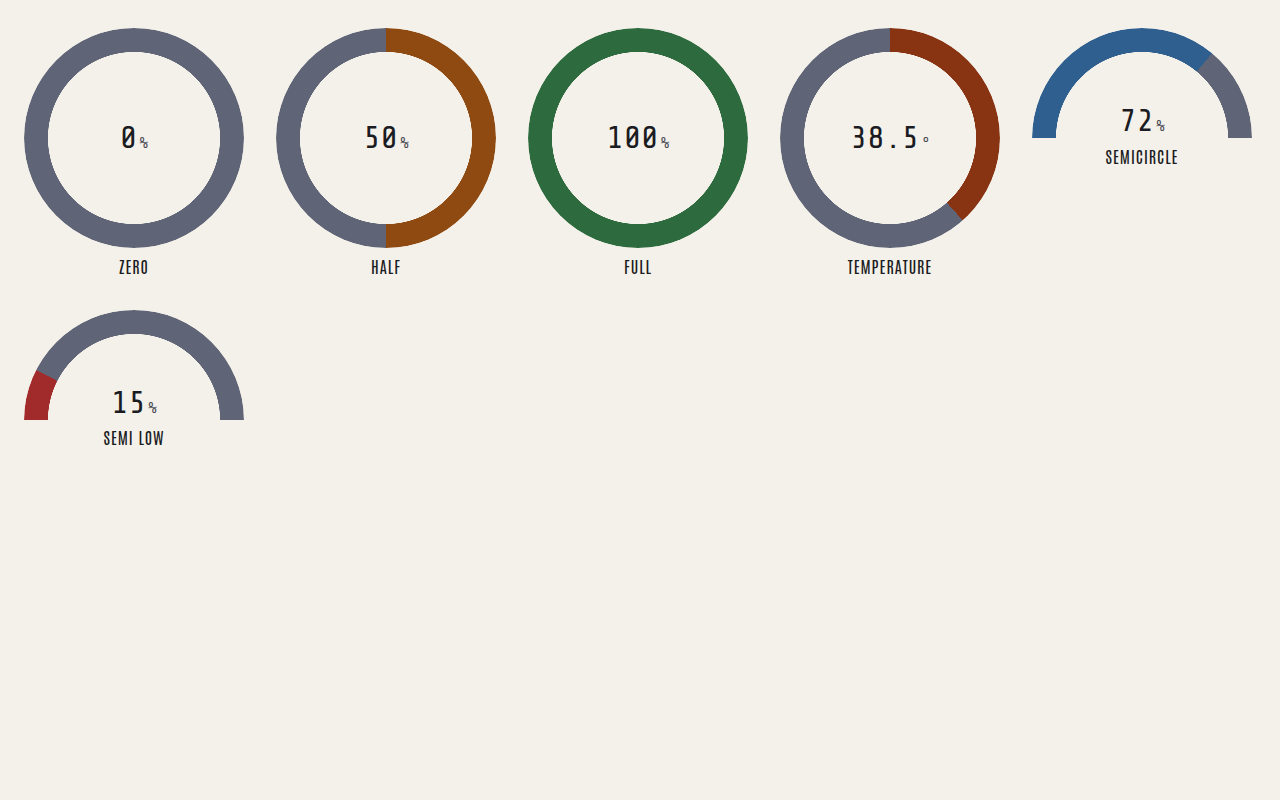 0%
ZERO
50%
HALF
100%
FULL
38.5°
TEMPERATURE
72%
SEMICIRCLE
15%
SEMI LOW